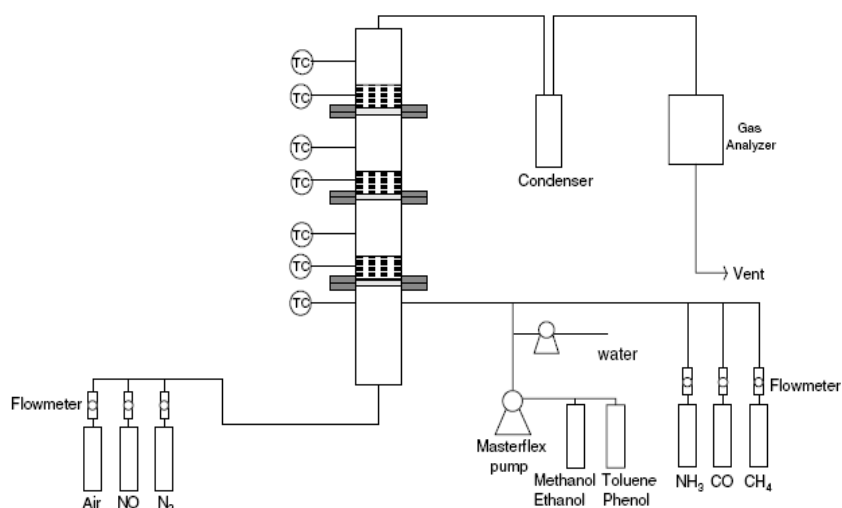 TC
TC
TC
TC
TC
TC
TC
Gas
Analyzer
Condenser
Vent
water
Flowmeter
Flowmeter
Masterflex
pump
Methanol
Ethanol
Toluene
Phenol
NH₃
CO
CH₄
Air
NO
N₂